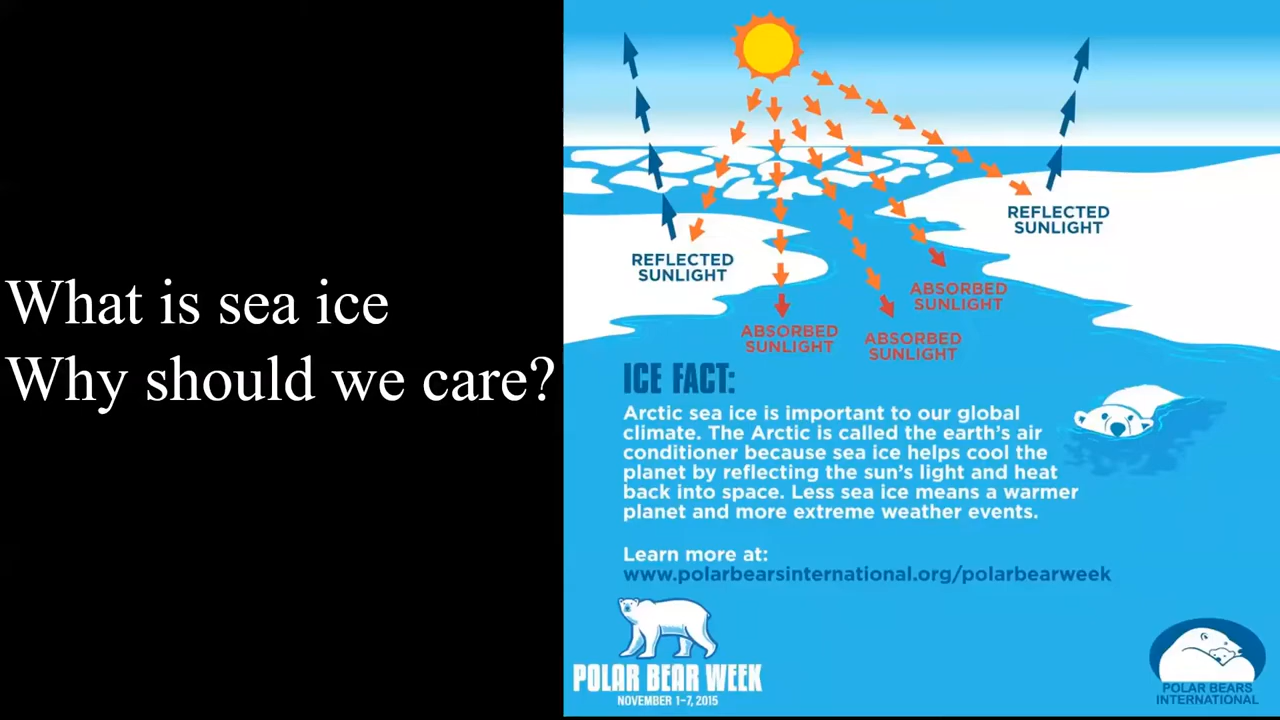 What is sea ice
Why should we care?
REFLECTED
SUNLIGHT
REFLECTED
SUNLIGHT
ABSORBED
SUNLIGHT
ABSORBED
SUNLIGHT
ABSORBED
SUNLIGHT
ICE FACT:
Arctic sea ice is important to our global
climate. The Arctic is called the earth's air
conditioner because sea ice helps cool the
planet by reflecting the sun's light and heat
back into space. Less sea ice means a warmer
planet and more extreme weather events.
Learn more at:
www.polarbearsinternational.org/polarbearweek
POLAR BEAR WEEK
NOVEMBER 1-7, 2015
POLAR BEARS
INTERNATIONAL